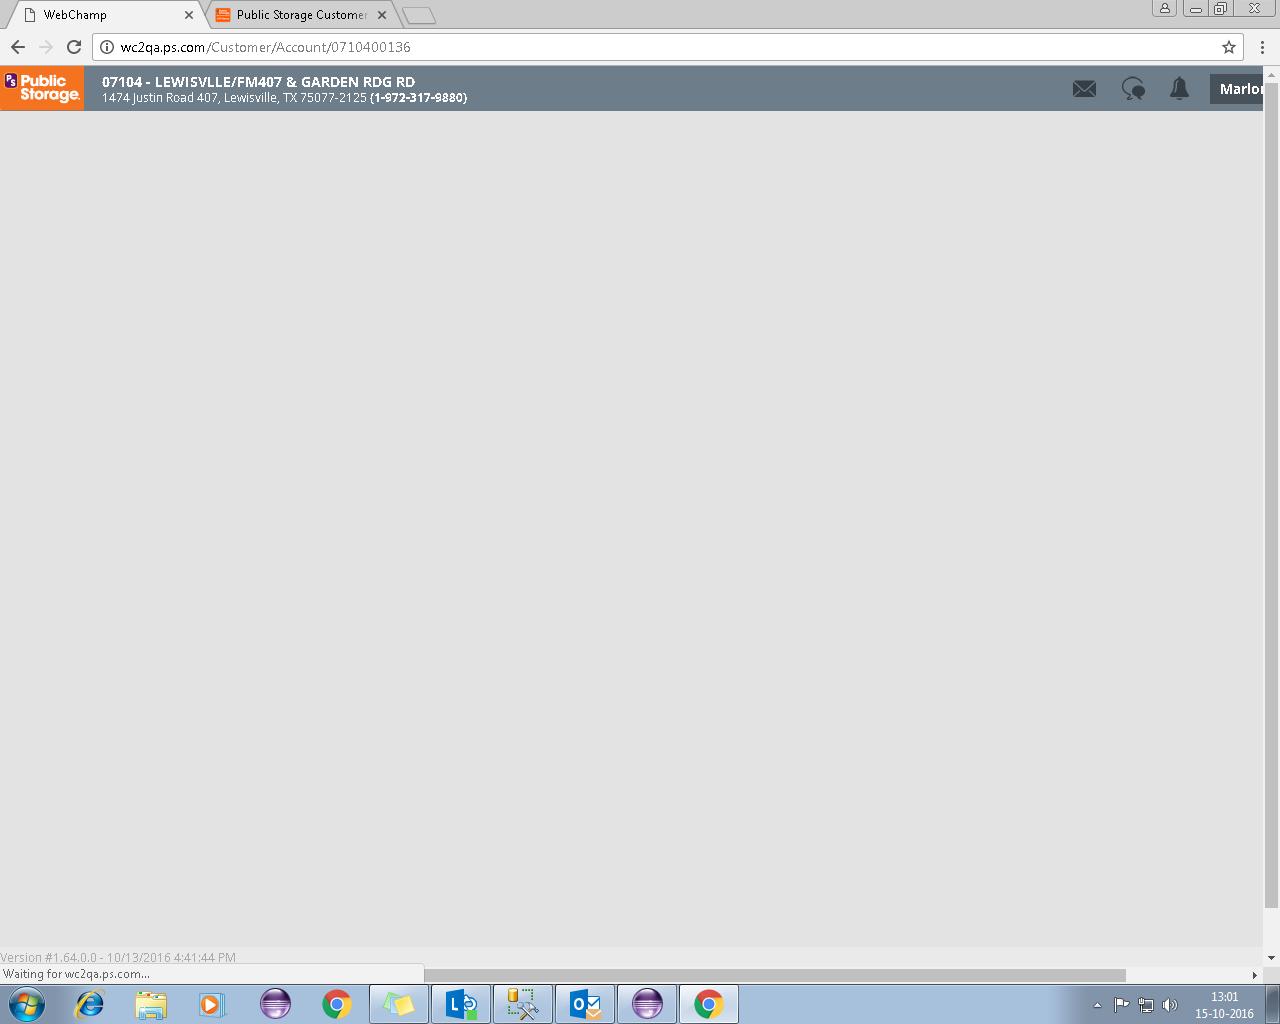 WebChamp
Public Storage Customer
wc2qa.ps.com/Customer/Account/0710400136
PS Public Storage
07104 - LEWISVLLE/FM407 & GARDEN RDG RD
1474 Justin Road 407, Lewisville, TX 75077-2125 (1-972-317-9880)
Marlon
Version #1.64.0.0 - 10/13/2016 4:41:44 PM
Waiting for wc2qa.ps.com...
13:01
15-10-2016